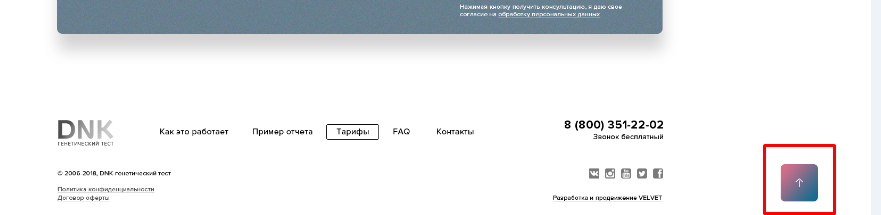 Нажимая кнопку получить консультацию, я даю свое
согласие на обработку персональных данных
DNK
ГЕНЕТИЧЕСКИЙ ТЕСТ
Как это работает
Пример отчета
Тарифы
FAQ
Контакты
8 (800) 351-22-02
Звонок бесплатный
© 2006-2018, DNK генетический тест
Политика конфиденциальности
Договор оферты
Разработка и продвижение VELVET